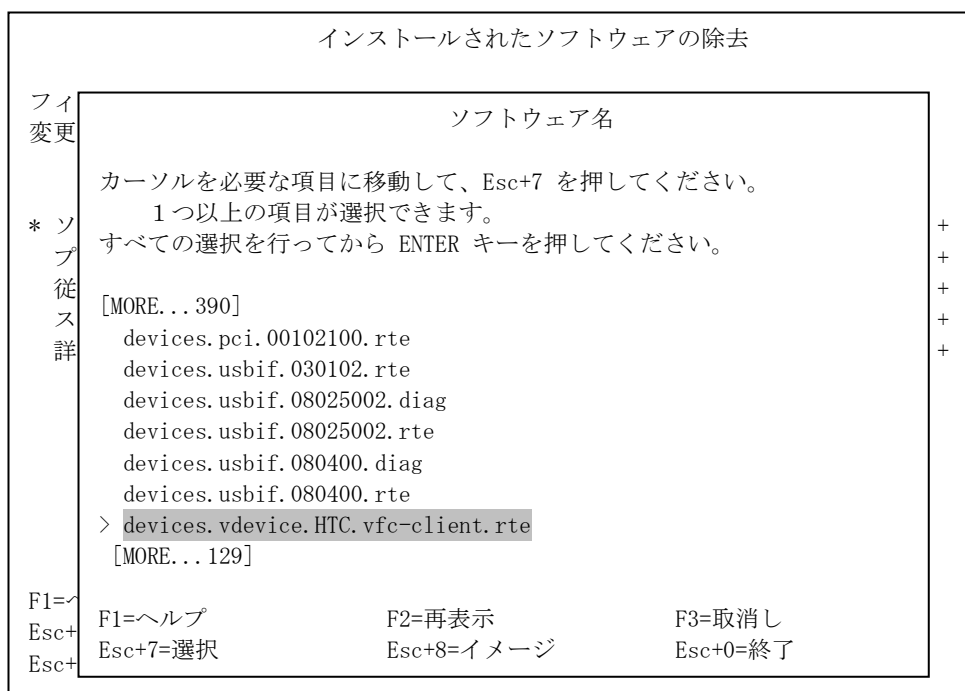 インストールされたソフトウェアの除去
フィ
変更
ソフトウェア名
カーソルを必要な項目に移動して、Esc+7 を押してください。
１つ以上の項目が選択できます。
* ソ +
すべての選択を行ってから ENTER キーを押してください。
プ +
従 +
[MORE...390]
ス +
devices.pci.00102100.rte
詳 +
devices.usbif.030102.rte
devices.usbif.08025002.diag
devices.usbif.08025002.rte
devices.usbif.080400.diag
devices.usbif.080400.rte
> devices.vdevice.HTC.vfc-client.rte
[MORE...129]
F1=ヘ
F1=ヘルプ F2=再表示 F3=取消し
Esc+
Esc+7=選択 Esc+8=イメージ Esc+0=終了
Esc+